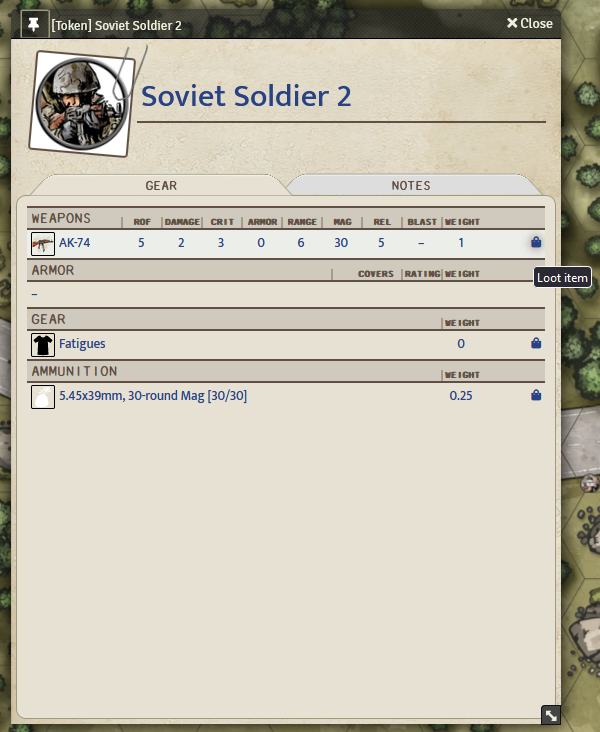 [Token] Soviet Soldier 2 Close
Soviet Soldier 2
GEAR NOTES
WEAPONS ROF DAMAGE CRIT ARMOR RANGE MAG REL BLAST WEIGHT
AK-74 5 2 3 0 6 30 5 – 1
Loot item
ARMOR COVERS RATING WEIGHT
–
GEAR WEIGHT
Fatigues 0
AMMUNITION WEIGHT
5.45x39mm, 30-round Mag [30/30] 0.25